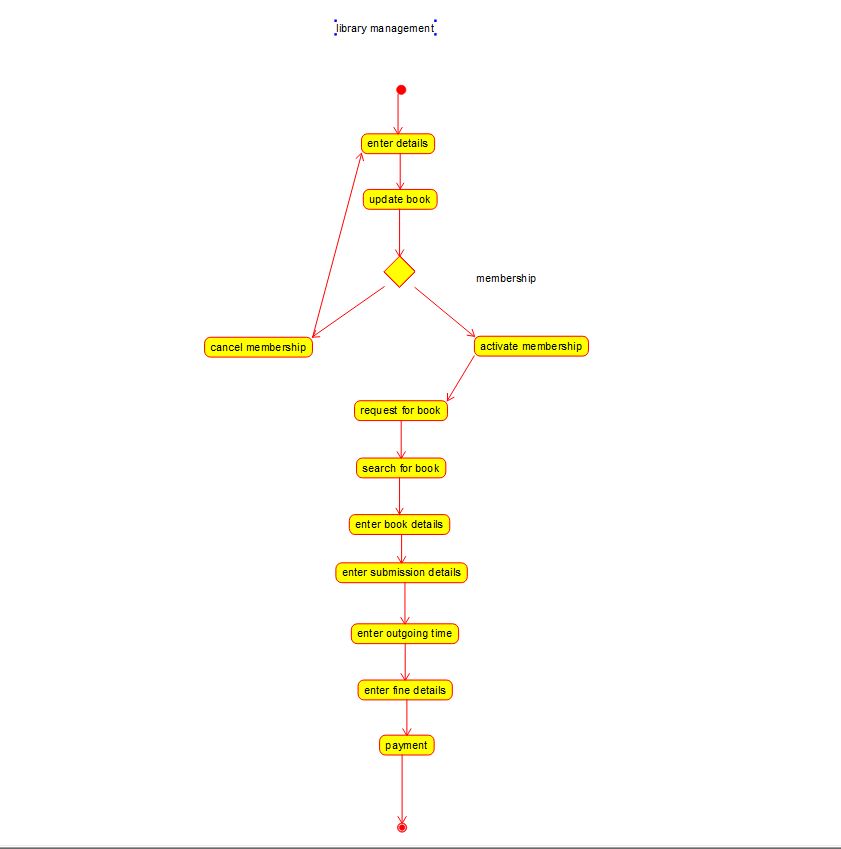 library management
enter details
update book
membership
cancel membership
activate membership
request for book
search for book
enter book details
enter submission details
enter outgoing time
enter fine details
payment